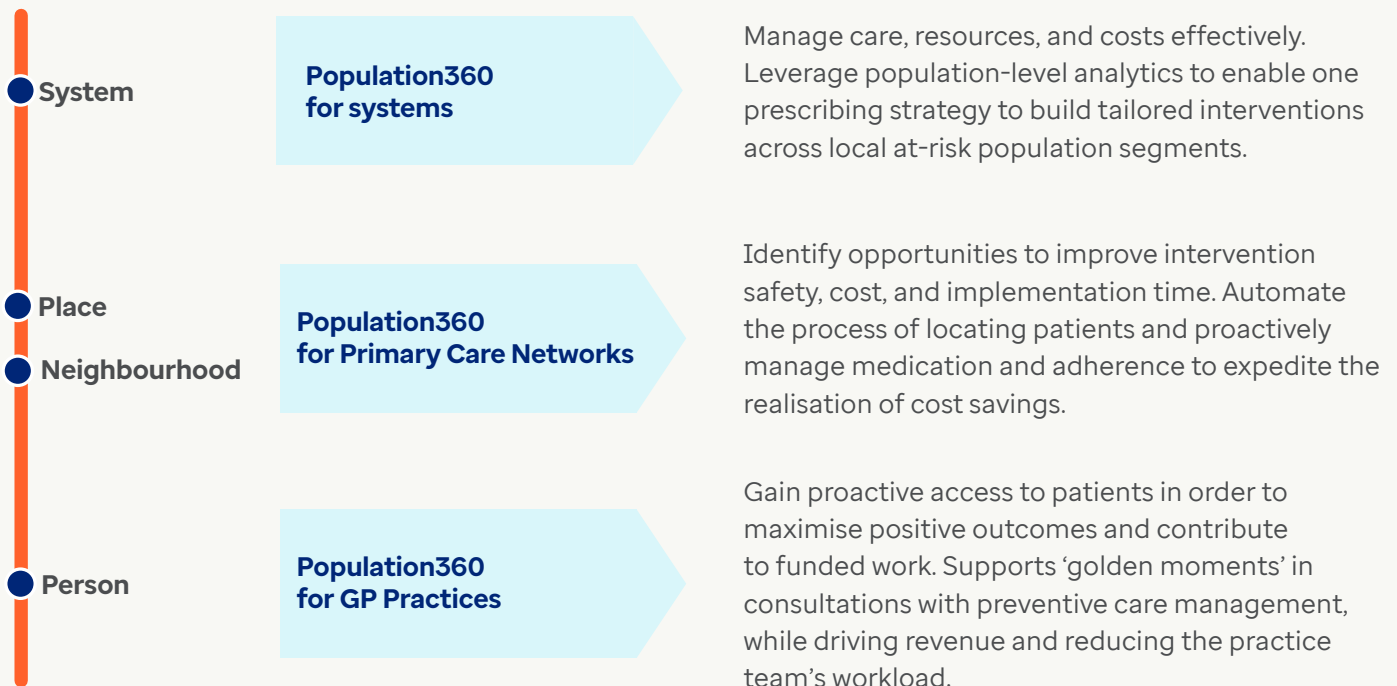 System
Population360
for systems
Manage care, resources, and costs effectively.
Leverage population-level analytics to enable one
prescribing strategy to build tailored interventions
across local at-risk population segments.
Place
Neighbourhood
Population360
for Primary Care Networks
Identify opportunities to improve intervention
safety, cost, and implementation time. Automate
the process of locating patients and proactively
manage medication and adherence to expedite the
realisation of cost savings.
Person
Population360
for GP Practices
Gain proactive access to patients in order to
maximise positive outcomes and contribute
to funded work. Supports ‘golden moments’ in
consultations with preventive care management,
while driving revenue and reducing the practice
team’s workload.